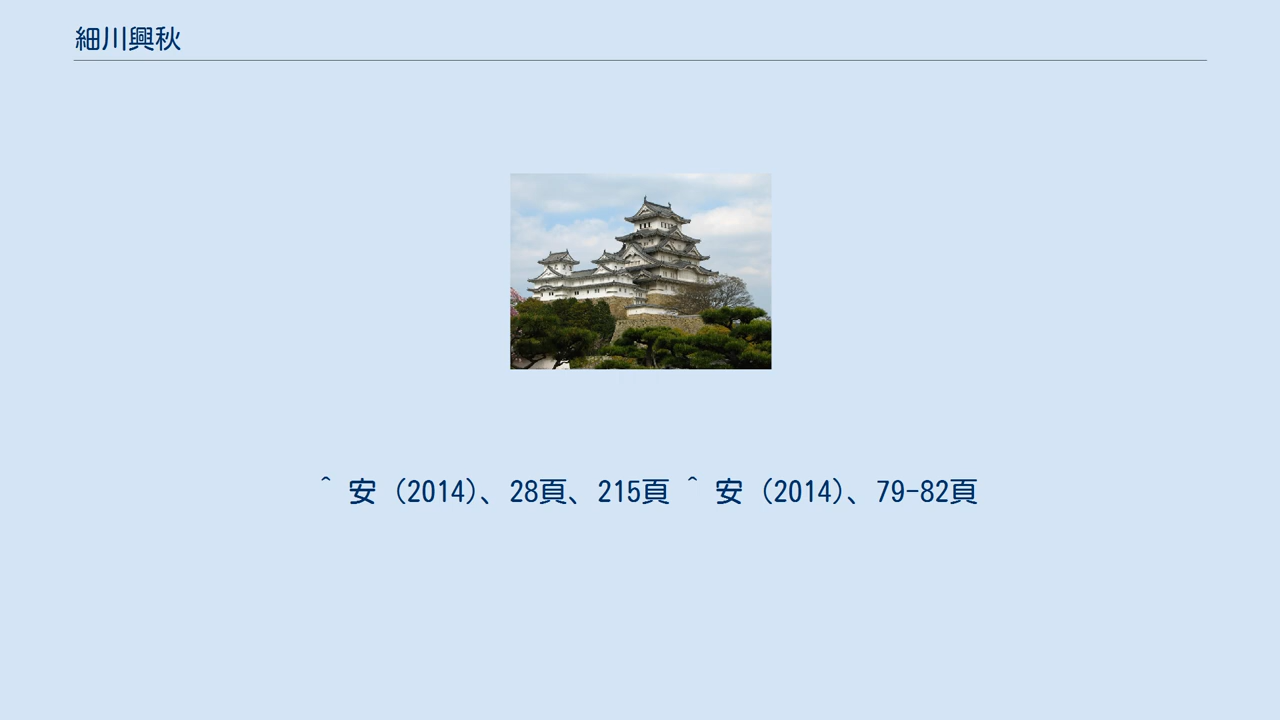 細川興秋
^ 安 (2014)、28頁、215頁 ^ 安 (2014)、79-82頁